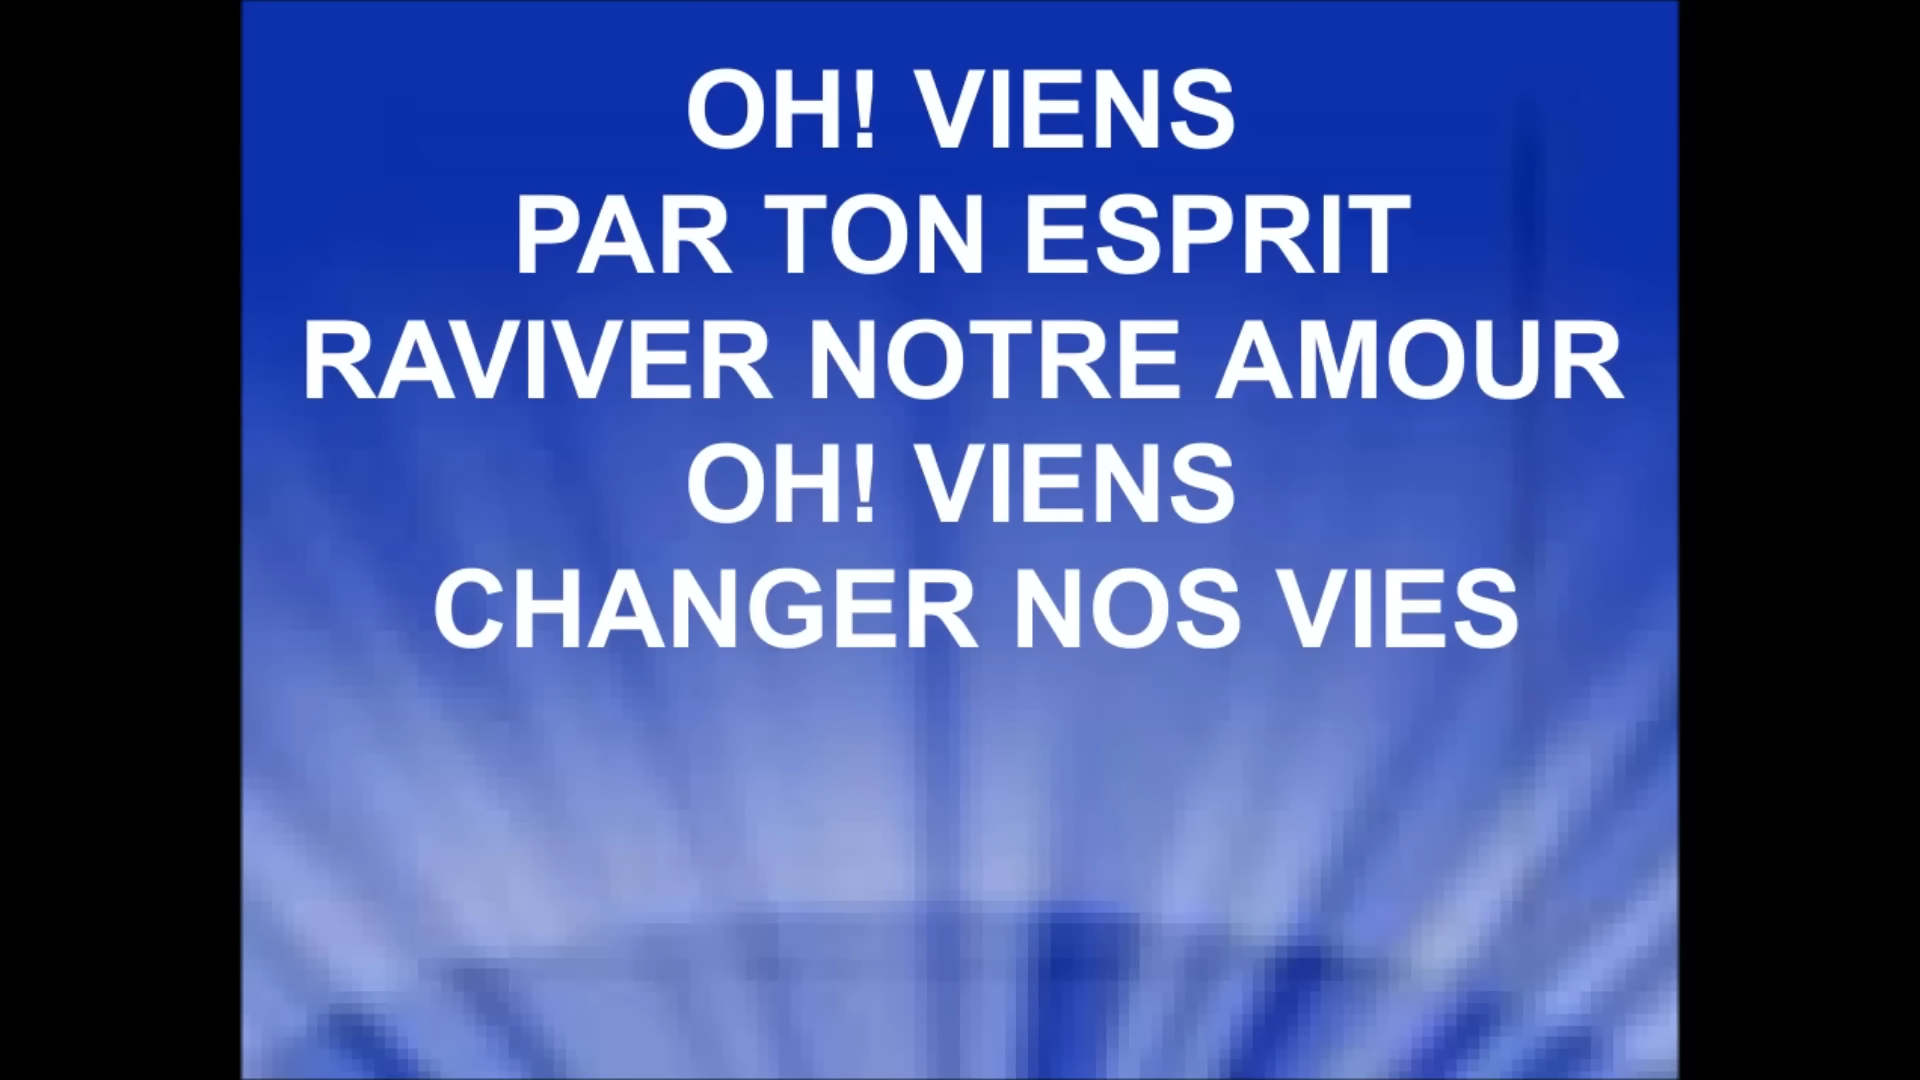 OH! VIENS
PAR TON ESPRIT
RAVIVER NOTRE AMOUR
OH! VIENS
CHANGER NOS VIES